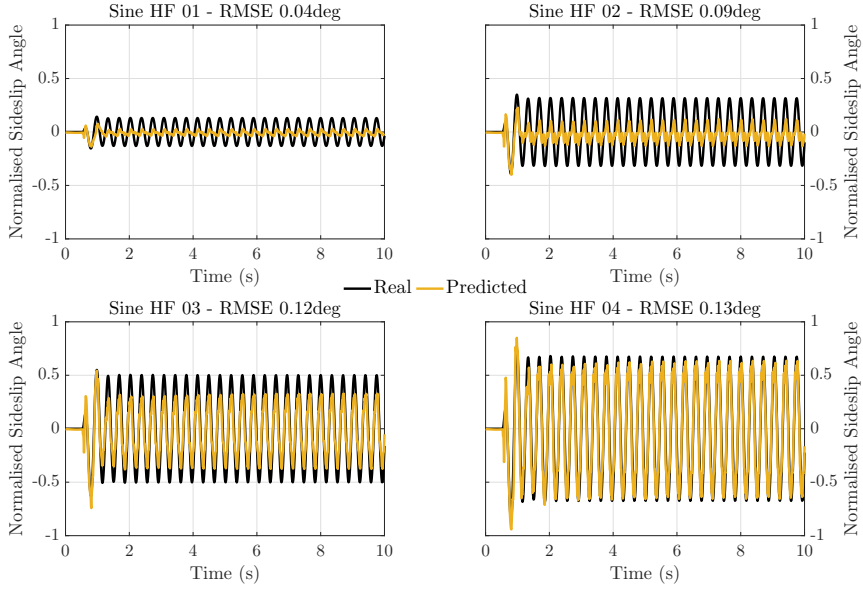 Sine HF 01 - RMSE 0.04deg
Normalised Sideslip Angle
1
0.5
0
-0.5
-1
0 2 4 6 8 10
Time (s)
Sine HF 02 - RMSE 0.09deg
Normalised Sideslip Angle
1
0.5
0
-0.5
-1
0 2 4 6 8 10
Time (s)
Real Predicted
Sine HF 03 - RMSE 0.12deg
Normalised Sideslip Angle
1
0.5
0
-0.5
-1
0 2 4 6 8 10
Time (s)
Sine HF 04 - RMSE 0.13deg
Normalised Sideslip Angle
1
0.5
0
-0.5
-1
0 2 4 6 8 10
Time (s)